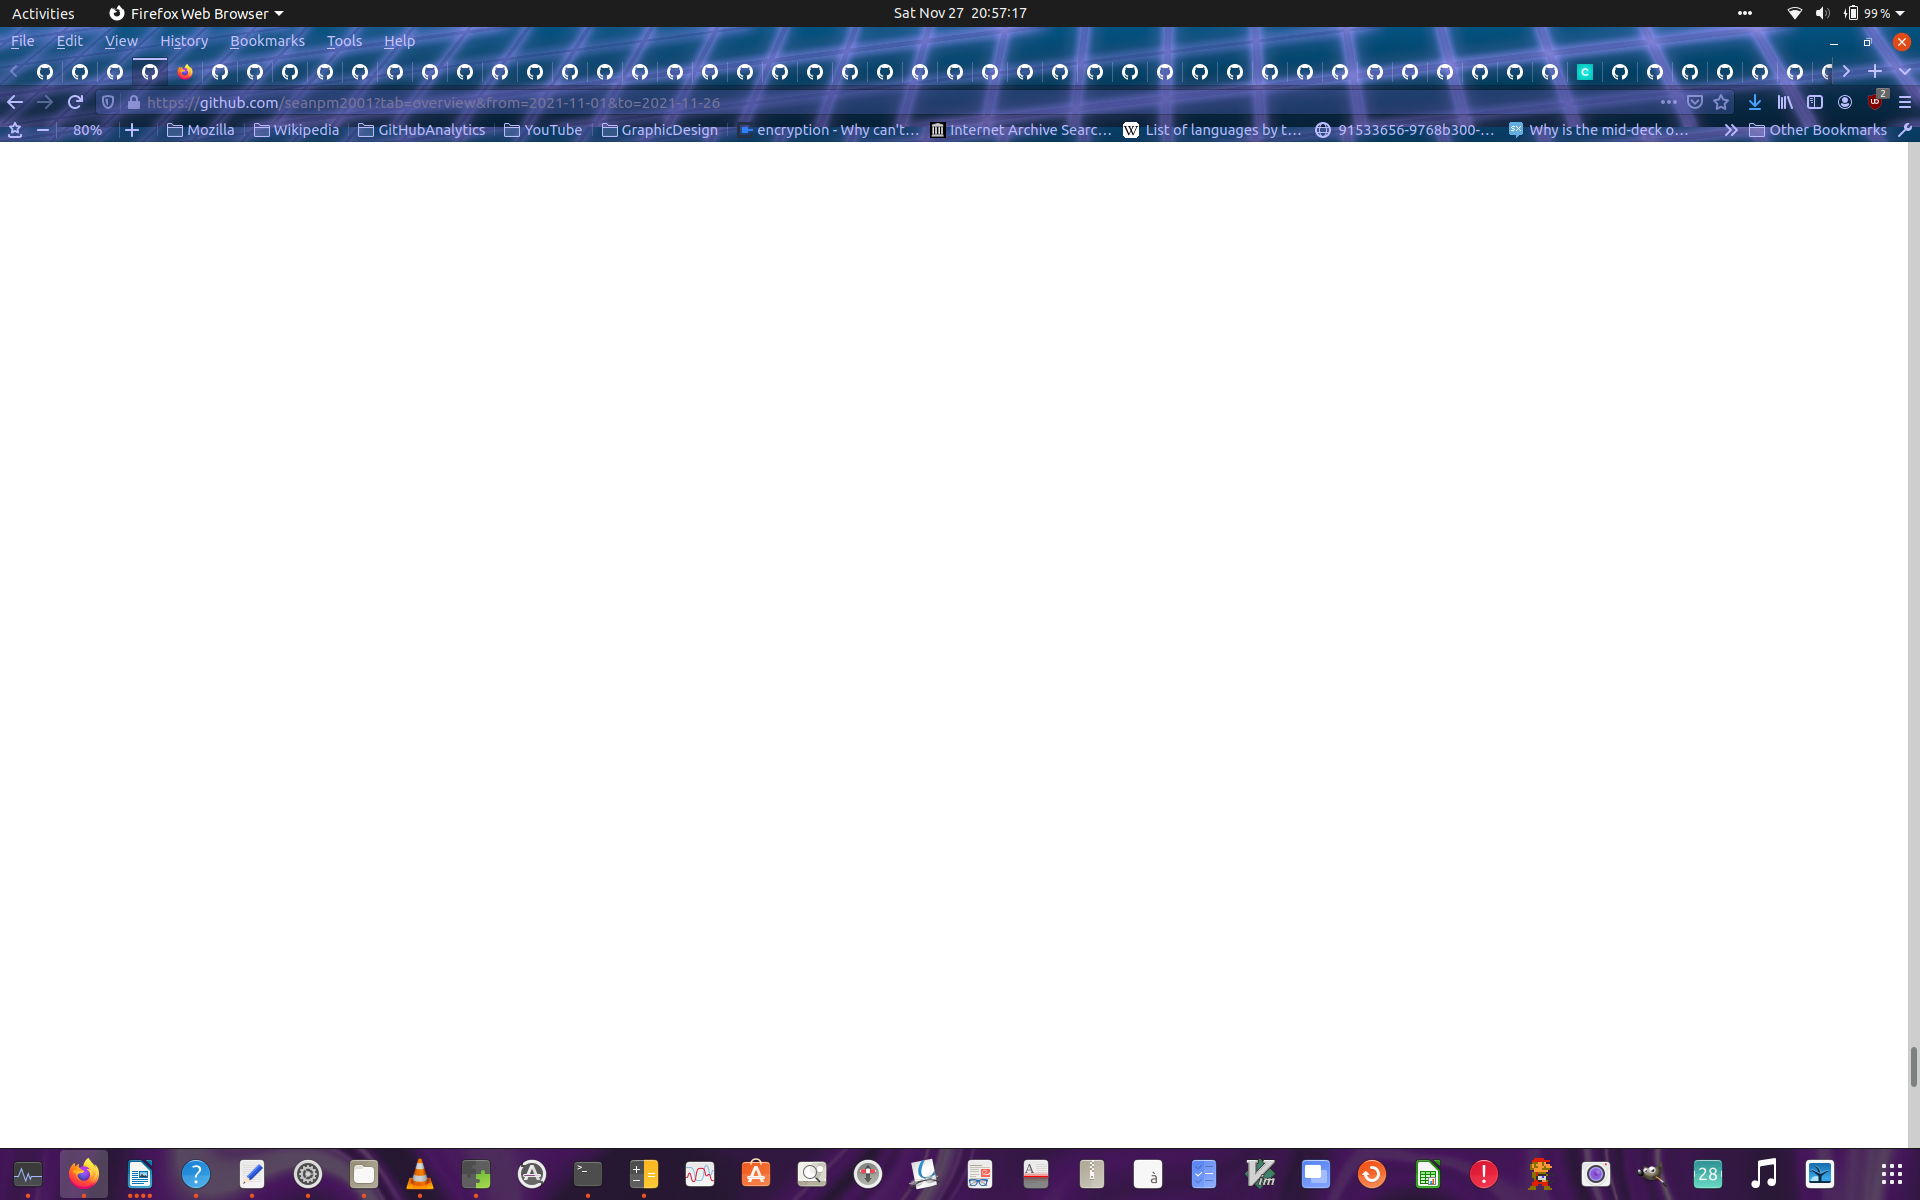 Activities Firefox Web Browser Sat Nov 27 20:57:17 99 %
File Edit View History Bookmarks Tools Help
C
https://github.com/seanpm2001?tab=overview&from=2021-11-01&to=2021-11-26 2
80% Mozilla Wikipedia GitHubAnalytics YouTube GraphicDesign encryption - Why can't… Internet Archive Searc… W List of languages by t… 91533656-9768b300-… Why is the mid-deck o… Other Bookmarks
? >_ A à Vim ! 28